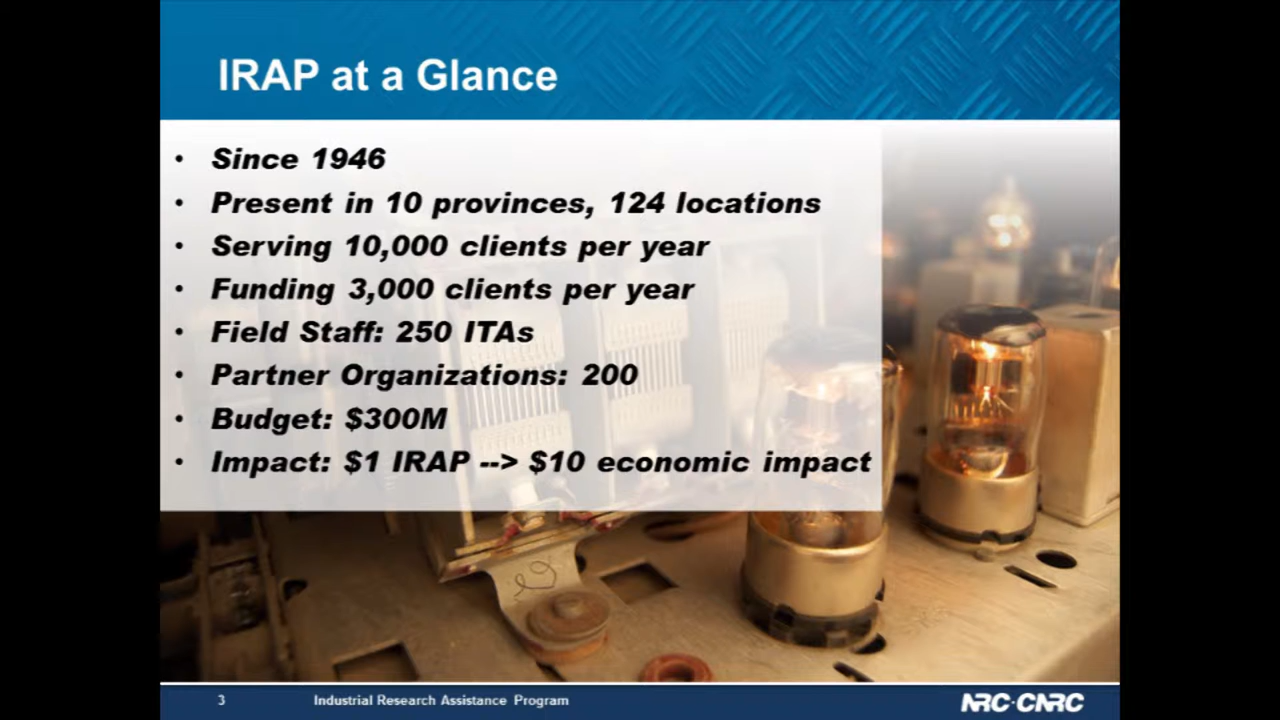 IRAP at a Glance
• Since 1946
• Present in 10 provinces, 124 locations
• Serving 10,000 clients per year
• Funding 3,000 clients per year
• Field Staff: 250 ITAs
• Partner Organizations: 200
• Budget: $300M
• Impact: $1 IRAP --> $10 economic impact
3 Industrial Research Assistance Program NRC·CNRC